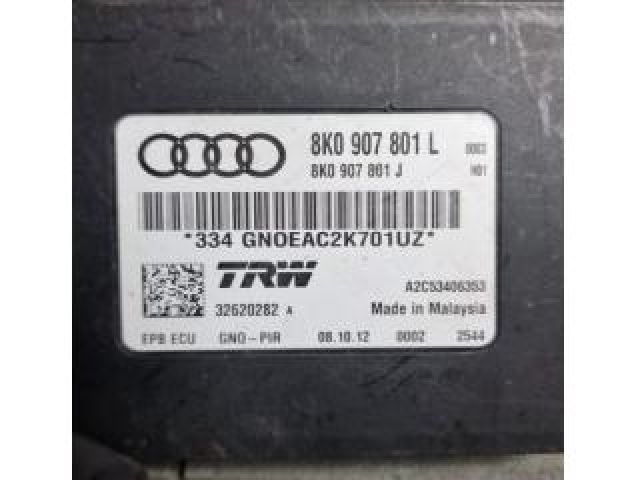 8K0 907 801 L 0003
8K0 907 801 J H01
*334 GNOEAC2K701UZ*
TRW A2C53406353
32620282 A Made in Malaysia
EPB ECU GNO-PIR 08.10.12 0002 2544